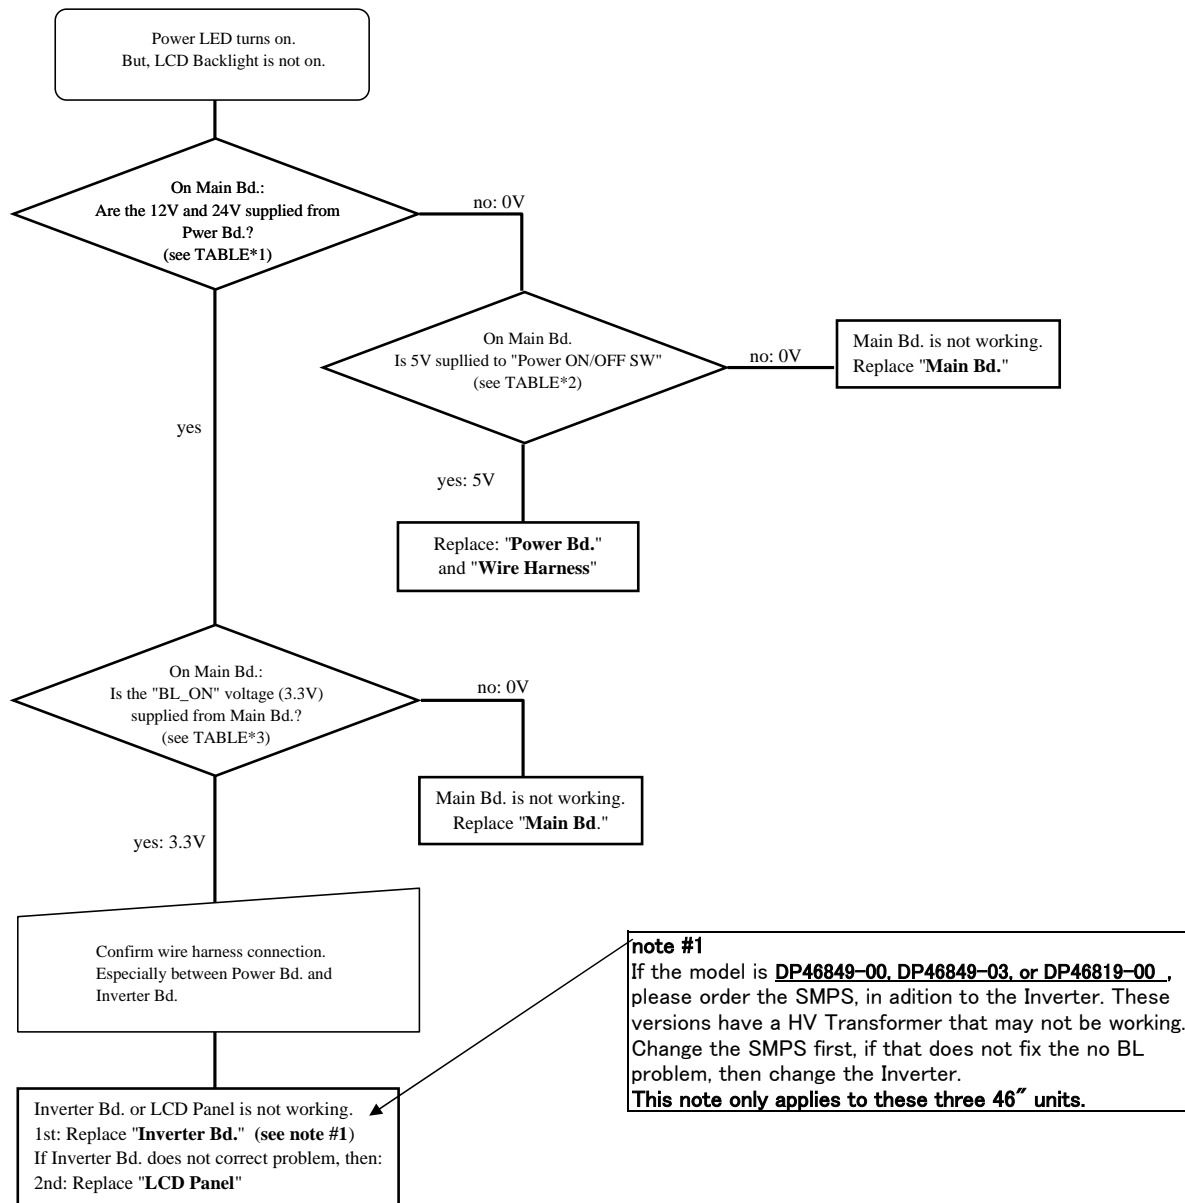 Power LED turns on.
But, LCD Backlight is not on.
On Main Bd.:
Are the 12V and 24V supplied from
Pwer Bd.?
(see TABLE*1)
no: 0V
On Main Bd.
Is 5V supllied to "Power ON/OFF SW"
(see TABLE*2)
no: 0V
Main Bd. is not working.
Replace "Main Bd."
yes
yes: 5V
Replace: "Power Bd."
and "Wire Harness"
On Main Bd.:
Is the "BL_ON" voltage (3.3V)
supplied from Main Bd.?
(see TABLE*3)
no: 0V
Main Bd. is not working.
Replace "Main Bd."
yes: 3.3V
Confirm wire harness connection.
Especially between Power Bd. and
Inverter Bd.
note #1
If the model is DP46849-00, DP46849-03, or DP46819-00 ,
please order the SMPS, in adition to the Inverter. These
versions have a HV Transformer that may not be working.
Change the SMPS first, if that does not fix the no BL
problem, then change the Inverter.
This note only applies to these three 46" units.
Inverter Bd. or LCD Panel is not working.
1st: Replace "Inverter Bd." (see note #1)
If Inverter Bd. does not correct problem, then:
2nd: Replace "LCD Panel"